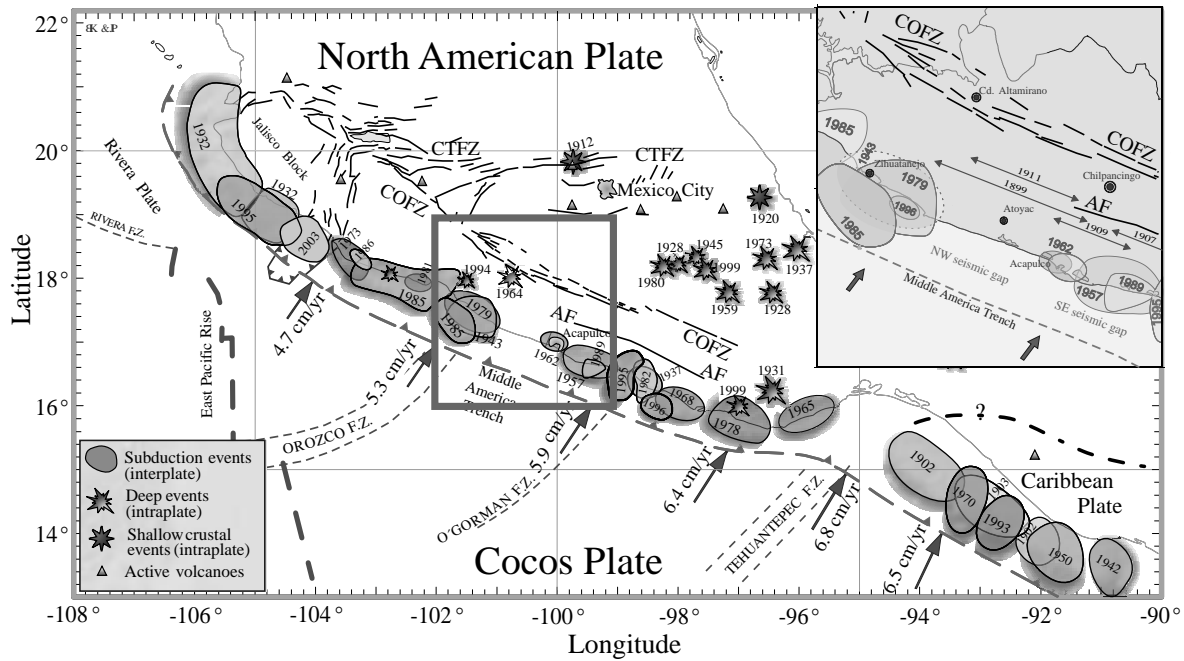 22°
20°
18°
16°
14°
Latitude
-108
-106°
-104°
-102°
-100°
-98°
-96°
-94°
-92°
-90°
Longitude
North American Plate
Rivera Plate
RIVERA F.Z.
Jalisco Block
East Pacific Rise
OROZCO F.Z.
O'GORMAN F.Z.
TEHUANTEPEC F.Z.
Cocos Plate
Caribbean
Plate
Middle
America
Trench
CTFZ
CTFZ
COFZ
COFZ
AF
AF
Mexico City
Acapulco
?
4.7 cm/yr
5.3 cm/yr
5.9 cm/yr
6.4 cm/yr
6.8 cm/yr
6.5 cm/yr
1932
1932
1995
2003
1973
1986
1985
1985
1979
1943
1994
1964
1912
1920
1928
1945
1999
1980
1973
1937
1959
1928
1962
1957
1989
1995
1982
1937
1996
1968
1999
1931
1978
1965
1902
1970
1993
1950
1942
Subduction events
(interplate)
Deep events
(intraplate)
Shallow crustal
events (intraplate)
Active volcanoes
COFZ
Cd. Altamirano
COFZ
1985
1943
Zihuatanejo
1979
1996
1985
1911
1899
Chilpancingo
Atoyac
AF
1909
1907
1962
Acapulco
NW seismic gap
1957
1989
1995
Middle America Trench
SE seismic gap